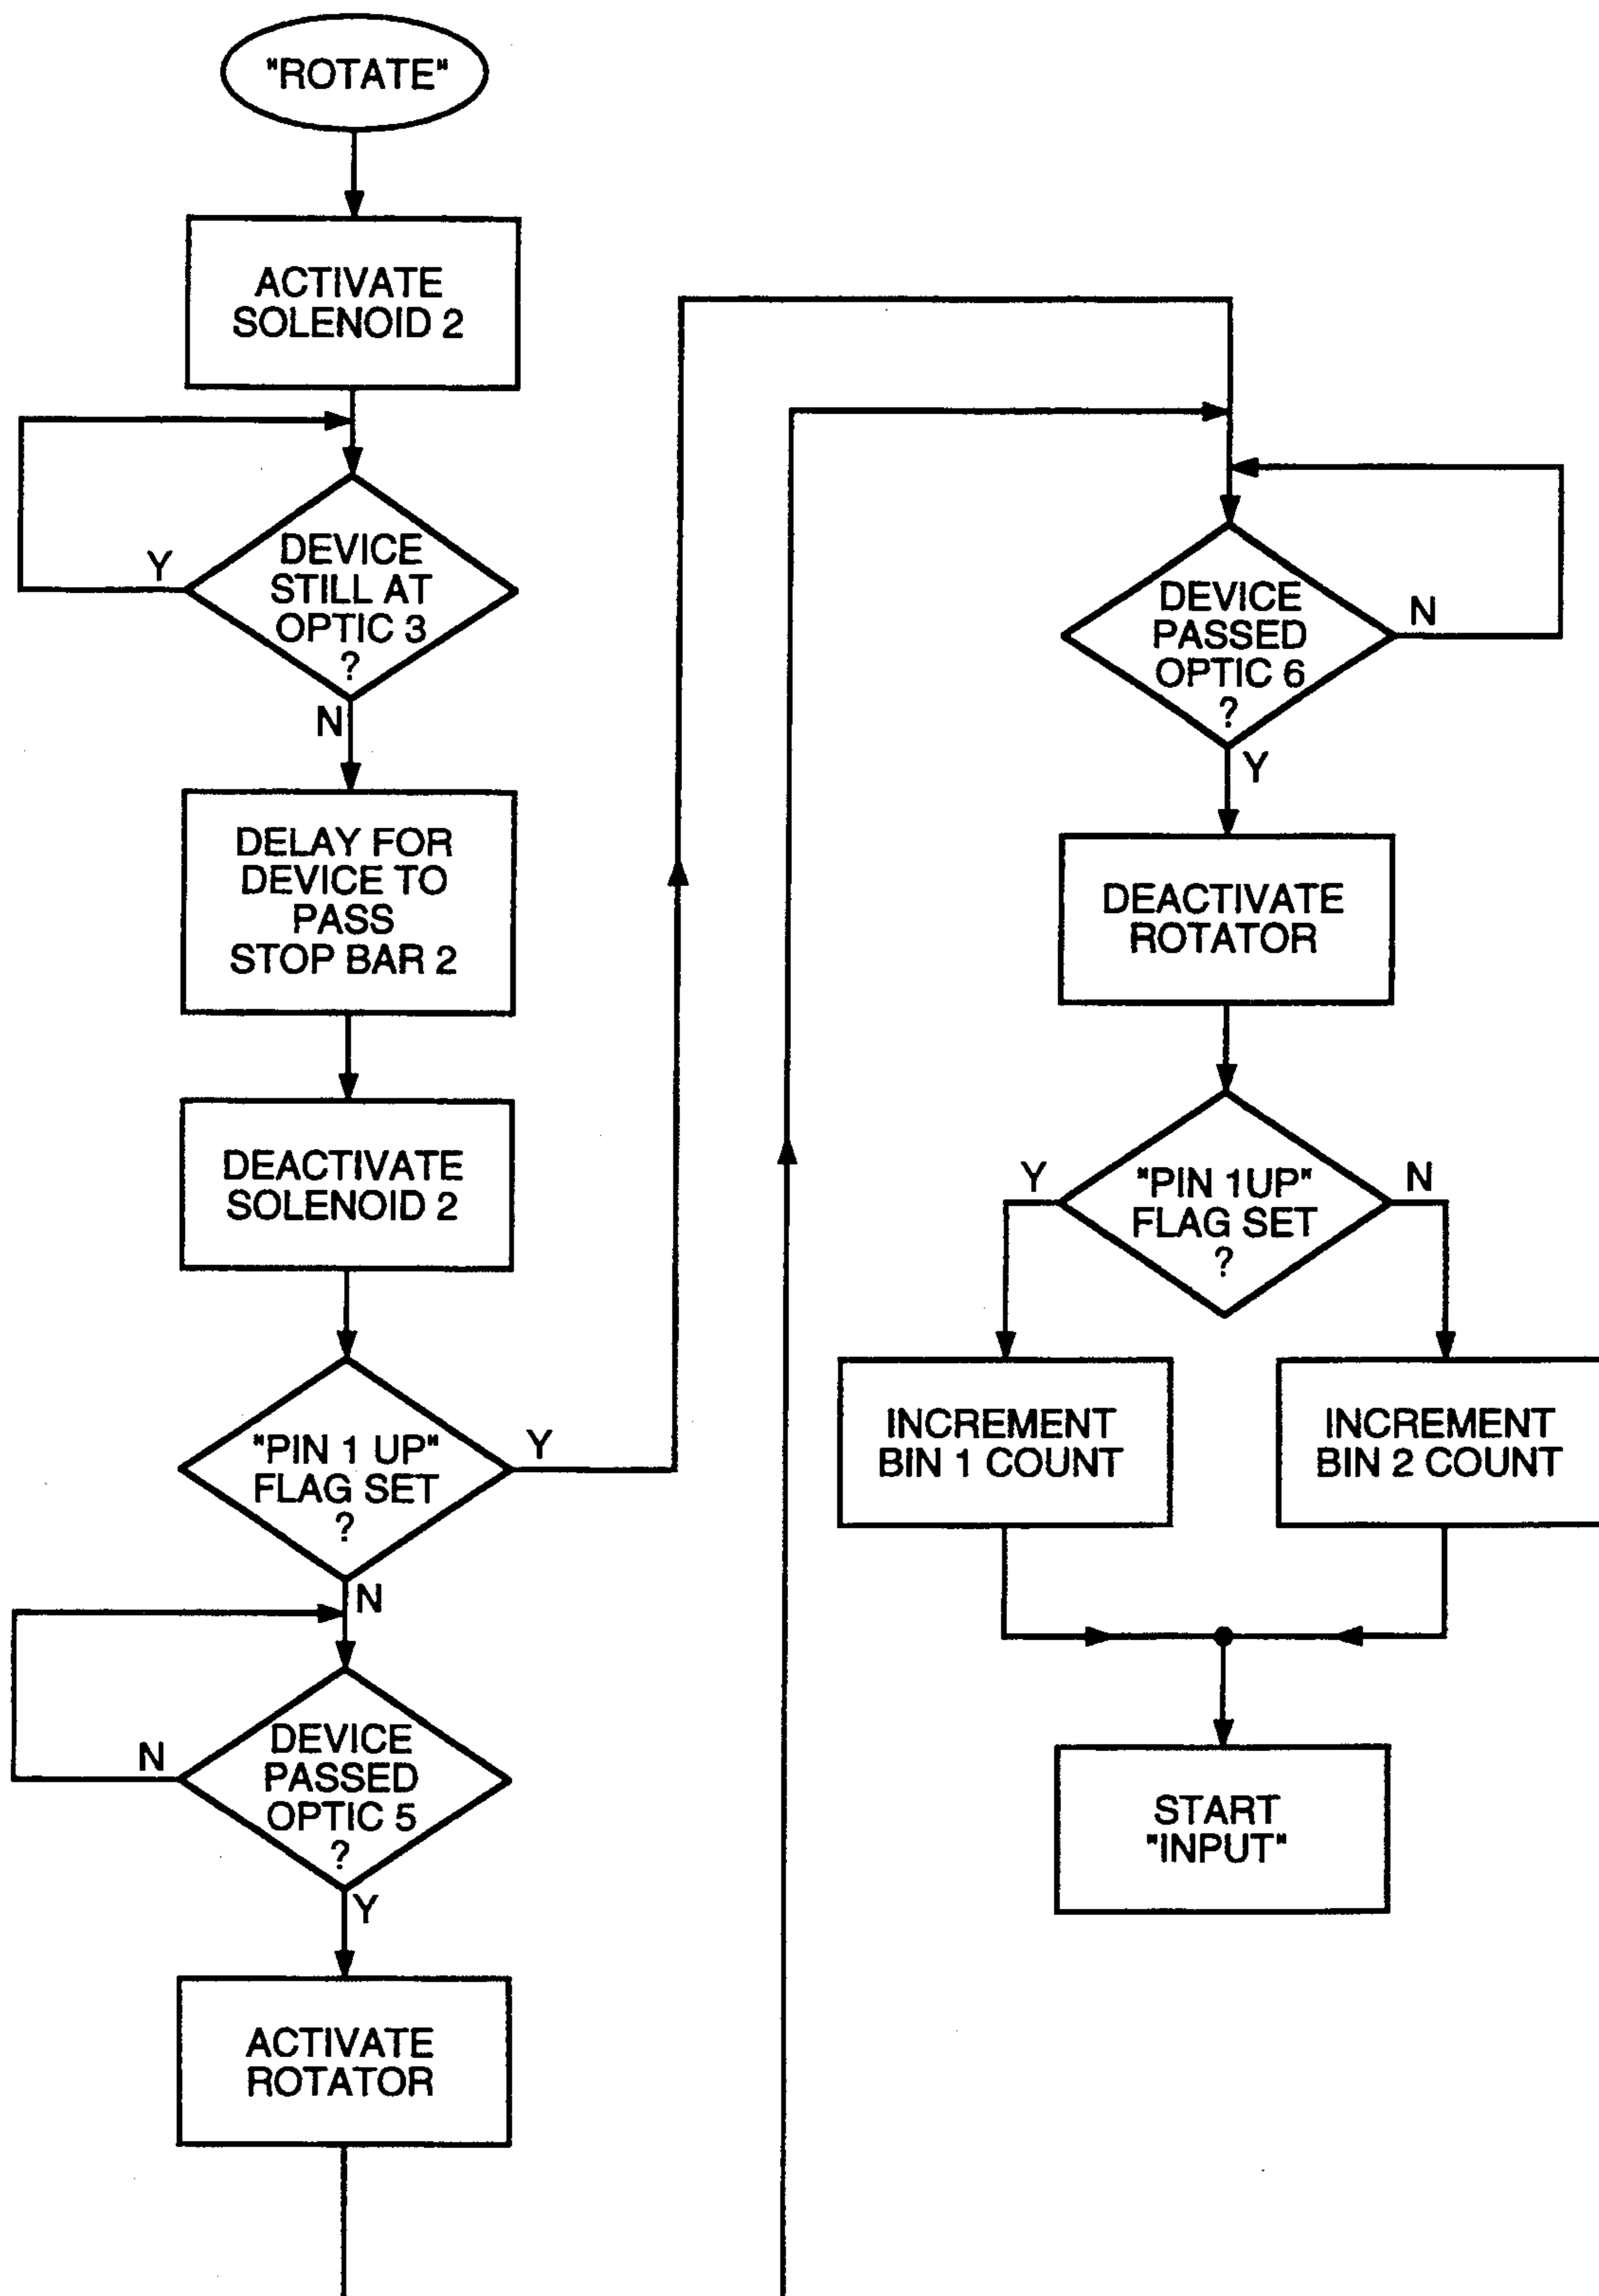 "ROTATE"
ACTIVATE
SOLENOID 2
DEVICE
STILL AT
OPTIC 3
?
Y
N
DELAY FOR
DEVICE TO
PASS
STOP BAR 2
DEACTIVATE
SOLENOID 2
"PIN 1 UP"
FLAG SET
?
Y
N
DEVICE
PASSED
OPTIC 5
?
N
Y
ACTIVATE
ROTATOR
DEVICE
PASSED
OPTIC 6
?
N
Y
DEACTIVATE
ROTATOR
"PIN 1UP"
FLAG SET
?
Y
N
INCREMENT
BIN 1 COUNT
INCREMENT
BIN 2 COUNT
START
"INPUT"